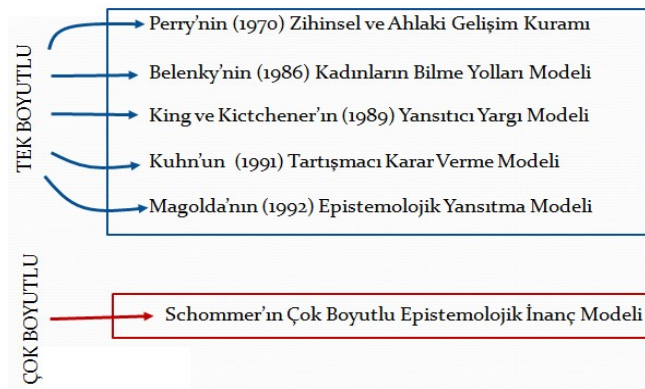 TEK BOYUTLU
Perry’nin (1970) Zihinsel ve Ahlaki Gelişim Kuramı
Belenky’nin (1986) Kadınların Bilme Yolları Modeli
King ve Kictchener’ın (1989) Yansıtıcı Yargı Modeli
Kuhn’un (1991) Tartışmacı Karar Verme Modeli
Magolda’nın (1992) Epistemolojik Yansıtma Modeli
ÇOK BOYUTLU
Schommer’ın Çok Boyutlu Epistemolojik İnanç Modeli